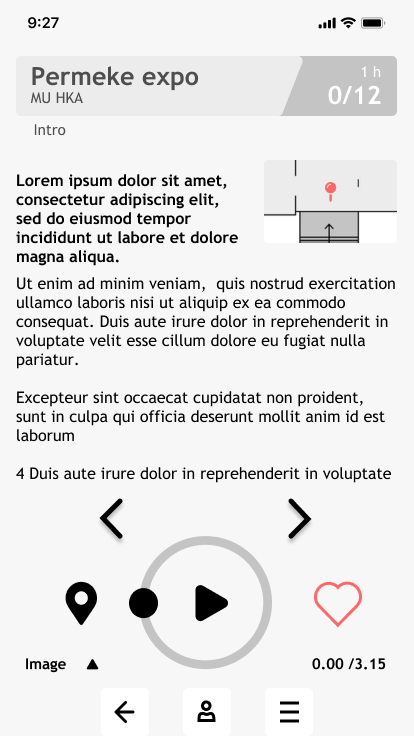 9:27
Permeke expo
MU HKA
1 h
0/12
Intro
Lorem ipsum dolor sit amet,
consectetur adipiscing elit,
sed do eiusmod tempor
incididunt ut labore et dolore
magna aliqua.
Ut enim ad minim veniam,  quis nostrud exercitation
ullamco laboris nisi ut aliquip ex ea commodo
consequat. Duis aute irure dolor in reprehenderit in
voluptate velit esse cillum dolore eu fugiat nulla
pariatur.
Excepteur sint occaecat cupidatat non proident,
sunt in culpa qui officia deserunt mollit anim id est
laborum
4 Duis aute irure dolor in reprehenderit in voluptate
Image
0.00 /3.15